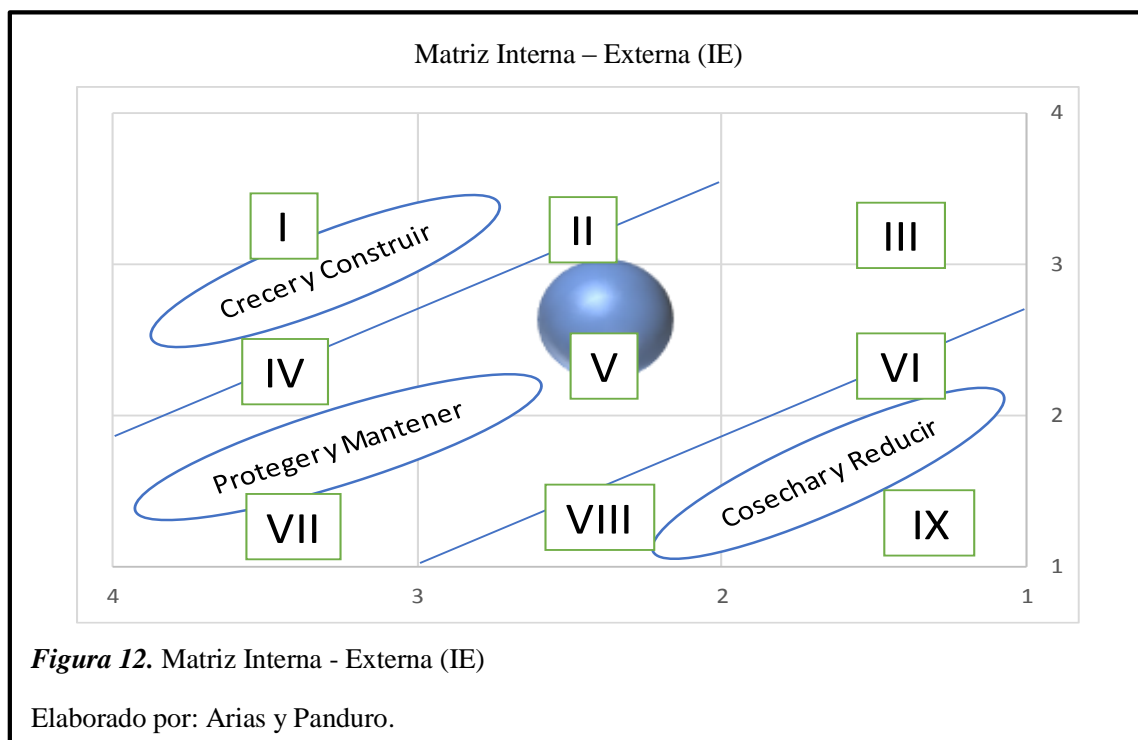 Matriz Interna – Externa (IE)
4
I
II
III
Crecer y Construir
3
IV
V
VI
Proteger y Mantener
2
Cosechar y Reducir
VII
VIII
IX
1
4 3 2 1
Figura 12. Matriz Interna - Externa (IE)
Elaborado por: Arias y Panduro.